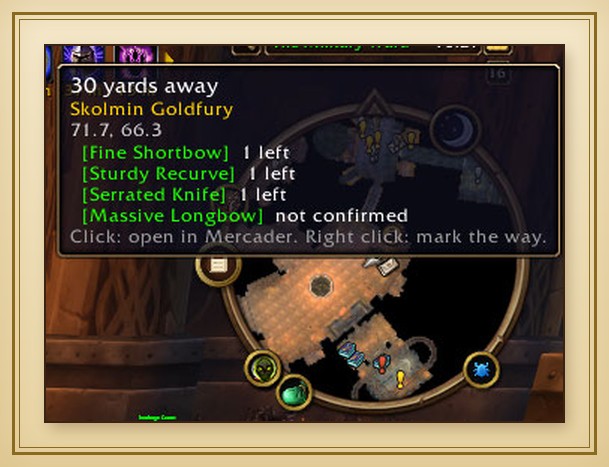 30 yards away
Skolmin Goldfury
71.7, 66.3
[Fine Shortbow] 1 left
[Sturdy Recurve] 1 left
[Serrated Knife] 1 left
[Massive Longbow] not confirmed
Click: open in Mercader. Right click: mark the way.
16